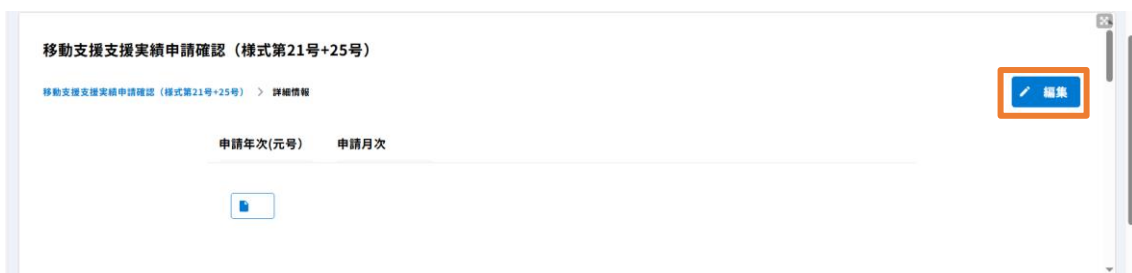 移動支援支援実績申請確認（様式第21号+25号）
移動支援支援実績申請確認（様式第21号+25号） > 詳細情報
編集
申請年次(元号) 申請月次